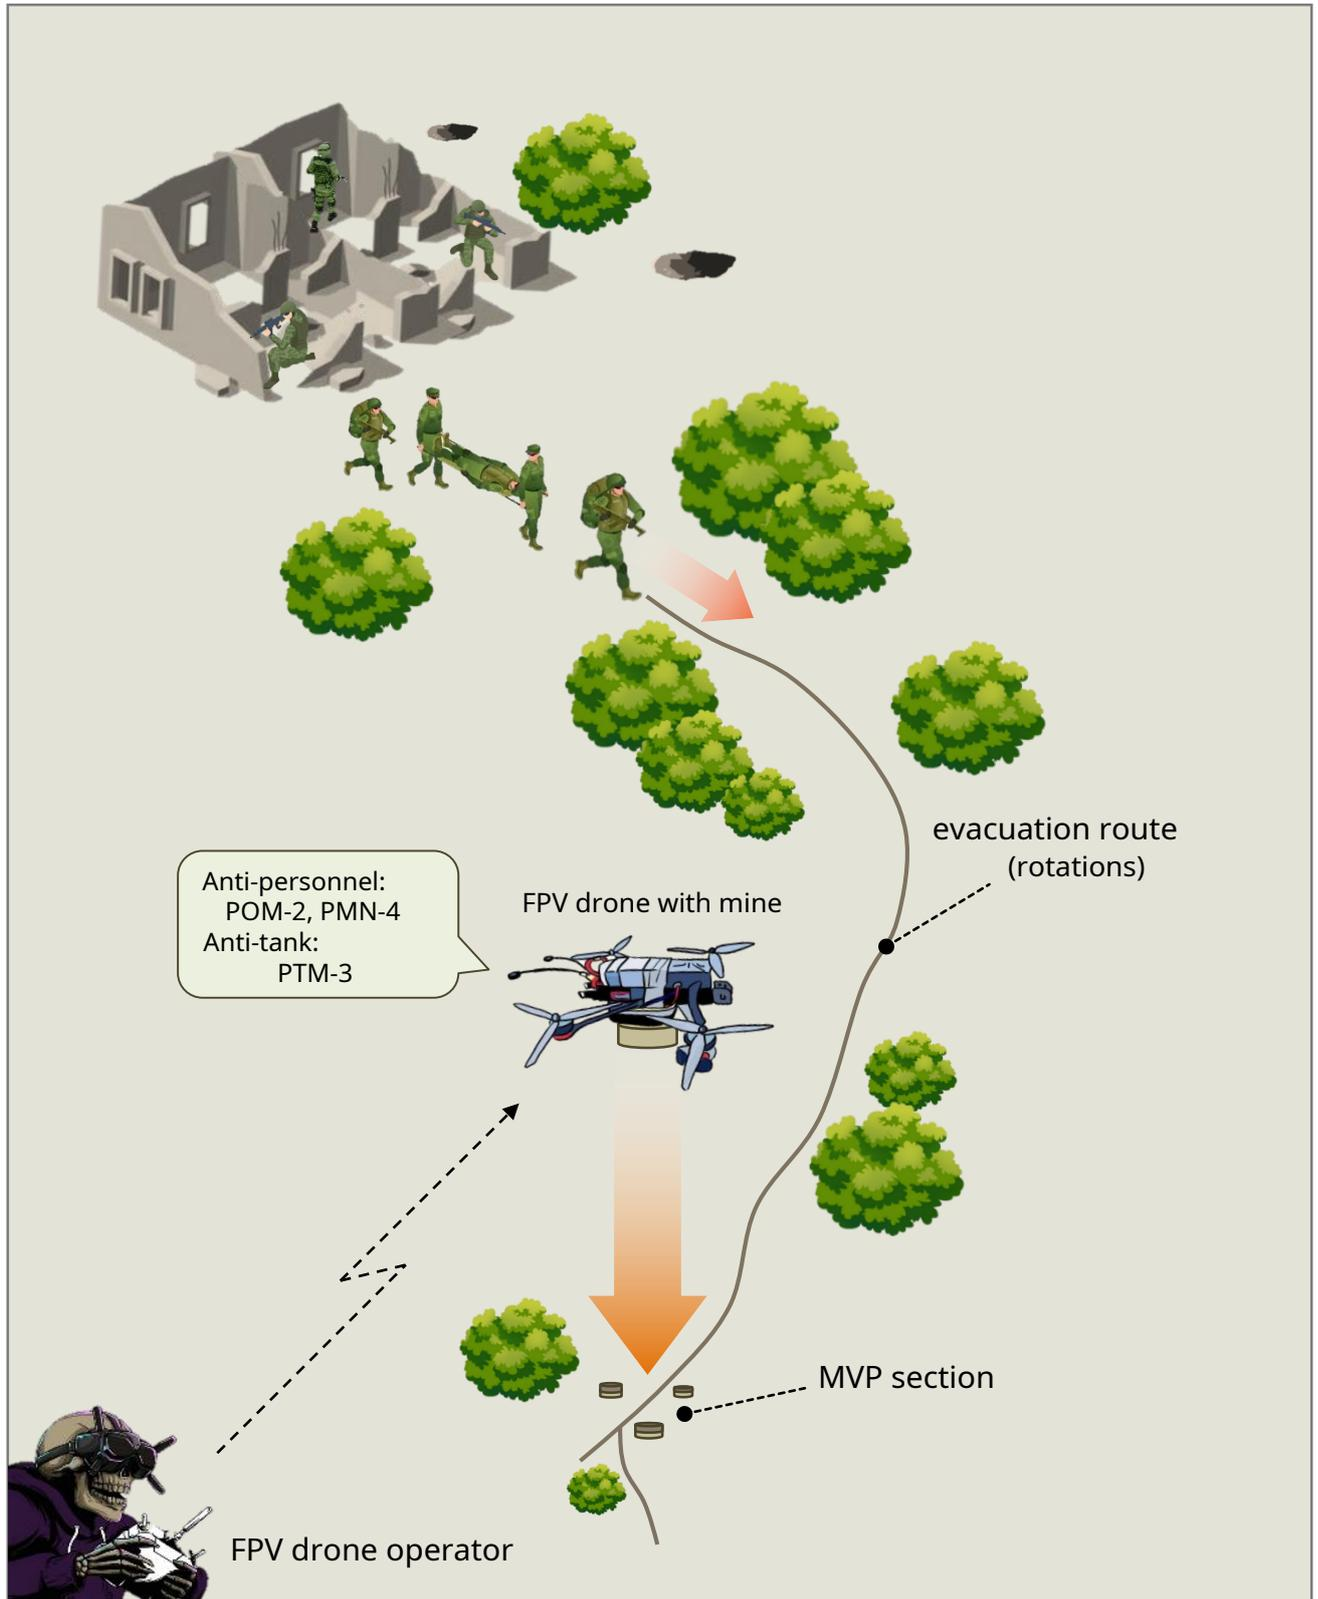 evacuation route
(rotations)
Anti-personnel:
POM-2, PMN-4
Anti-tank:
PTM-3
FPV drone with mine
MVP section
FPV drone operator